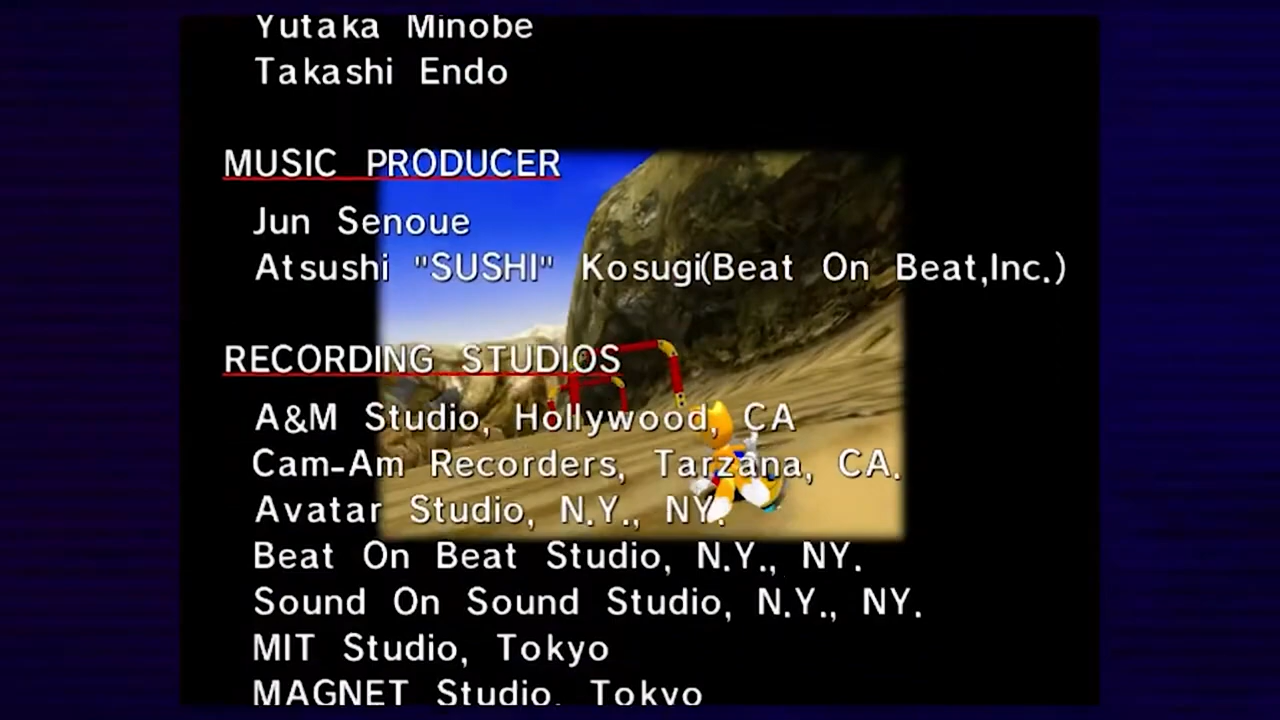 Yutaka Minobe
Takashi Endo
MUSIC PRODUCER
Jun Senoue
Atsushi "SUSHI" Kosugi(Beat On Beat,Inc.)
RECORDING STUDIOS
A&M Studio, Hollywood, CA
Cam-Am Recorders, Tarzana, CA.
Avatar Studio, N.Y., NY.
Beat On Beat Studio, N.Y., NY.
Sound On Sound Studio, N.Y., NY.
MIT Studio, Tokyo
MAGNET Studio, Tokyo